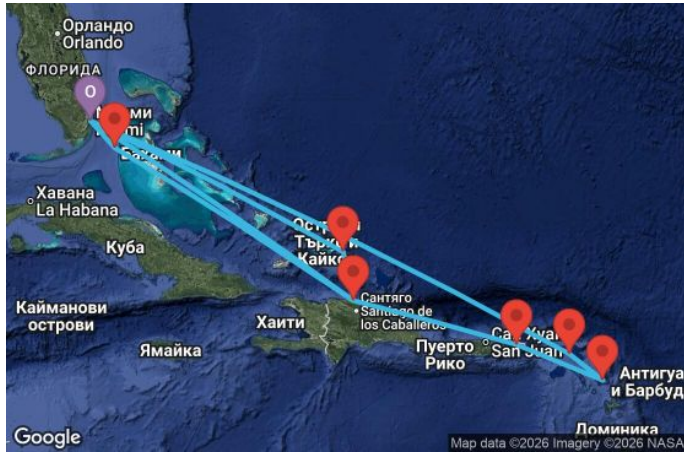 Орландо
Orlando
ФЛОРИДА
O
Хавана
La Habana
Куба
Кайманови
острови
Ямайка
Хаити
Сантяго
Santiago de
los Caballeros
Пуерто
Рико
San Juan
Антигуа
и Барбуд
Доминика
Google
Map data ©2026 Imagery ©2026 NASA